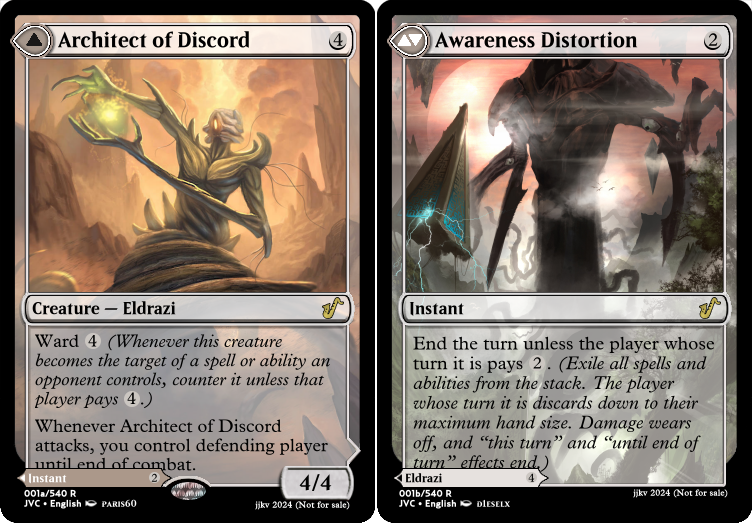 Architect of Discord 4
Creature — Eldrazi
Ward 4 (Whenever this creature
becomes the target of a spell or ability an
opponent controls, counter it unless that
player pays 4.)
Whenever Architect of Discord
attacks, you control defending player
until end of combat.
Instant 2
4/4
001a/540 R
JVC • English PARIS60
jjkv 2024 (Not for sale)
Awareness Distortion 2
Instant
End the turn unless the player whose
turn it is pays 2. (Exile all spells and
abilities from the stack. The player
whose turn it is discards down to their
maximum hand size. Damage wears
off, and “this turn” and “until end of
turn” effects end.)
Eldrazi 4
001b/540 R
JVC • English DIESELX
jjkv 2024 (Not for sale)